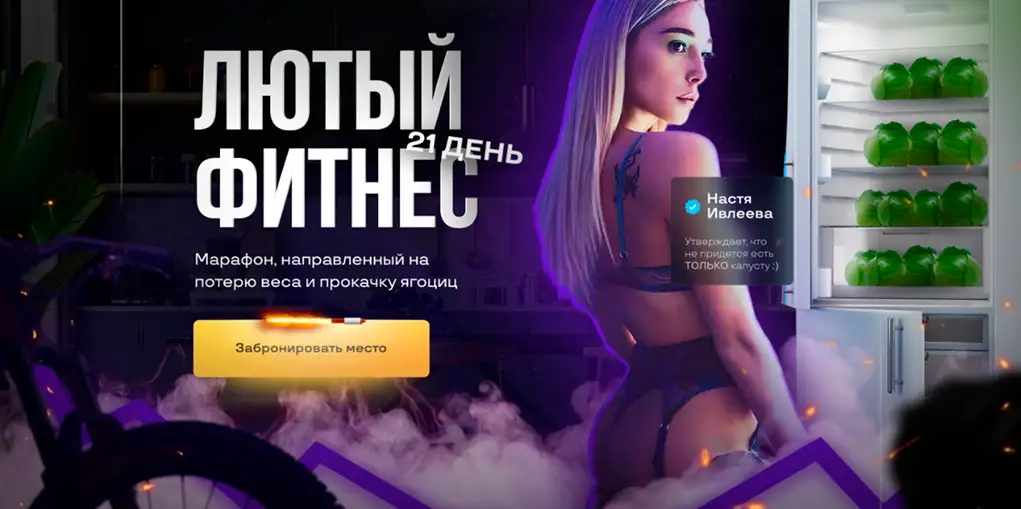 ЛЮТЫЙ
21 ДЕНЬ
ФИТНЕС
Марафон, направленный на
потерю веса и прокачку ягоциц
Забронировать место
Настя
Ивлеева
Утверждает, что
не придется есть
ТОЛЬКО капусту :)